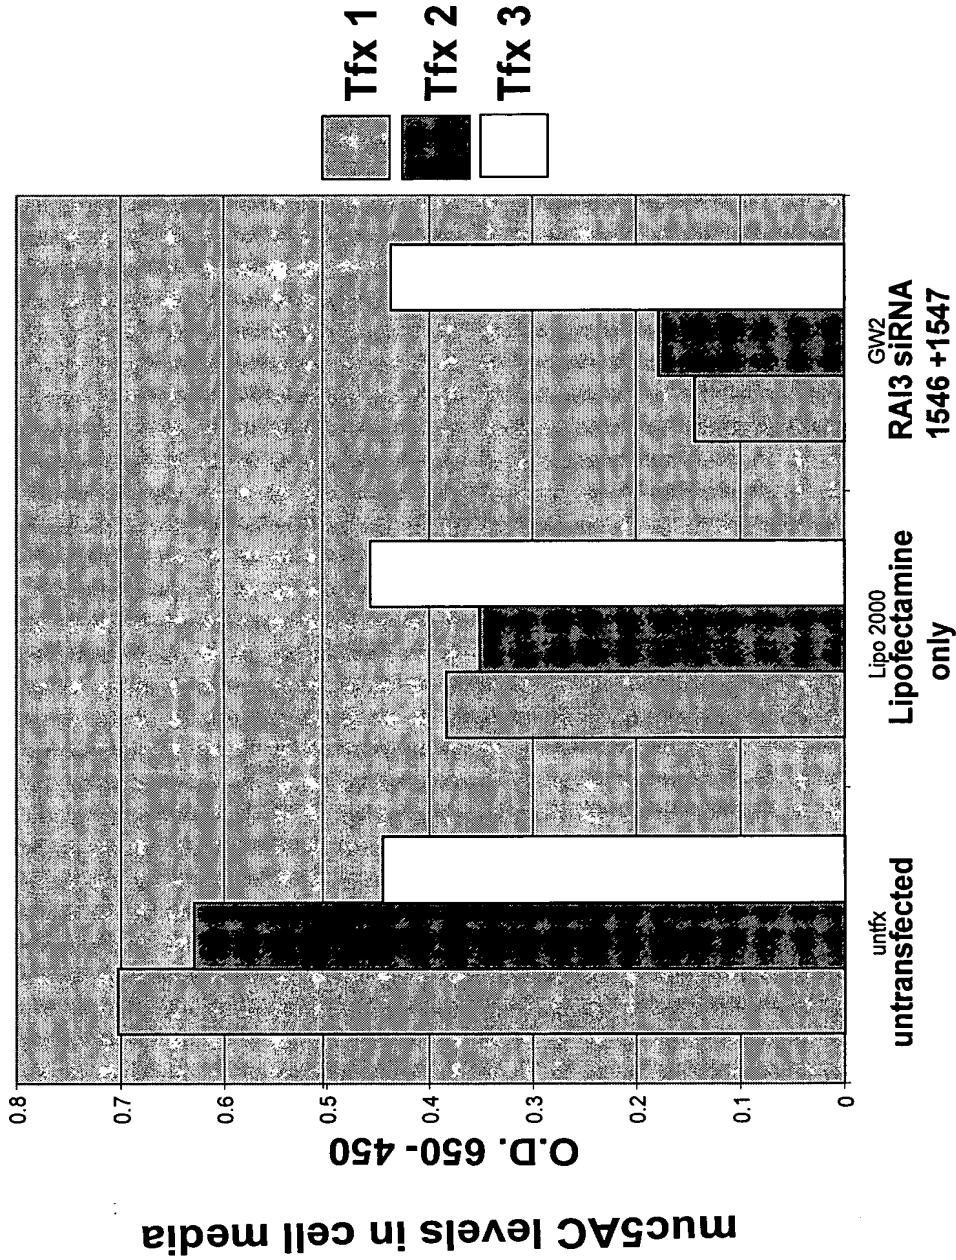 muc5AC levels in cell media
O.D. 650-450
0.8
0.7
0.6
0.5
0.4
0.3
0.2
0.1
0
untfx
untransfected
Lipo 2000
Lipofectamine
only
GW2
RAI3 siRNA
1546 +1547
Tfx 1
Tfx 2
Tfx 3